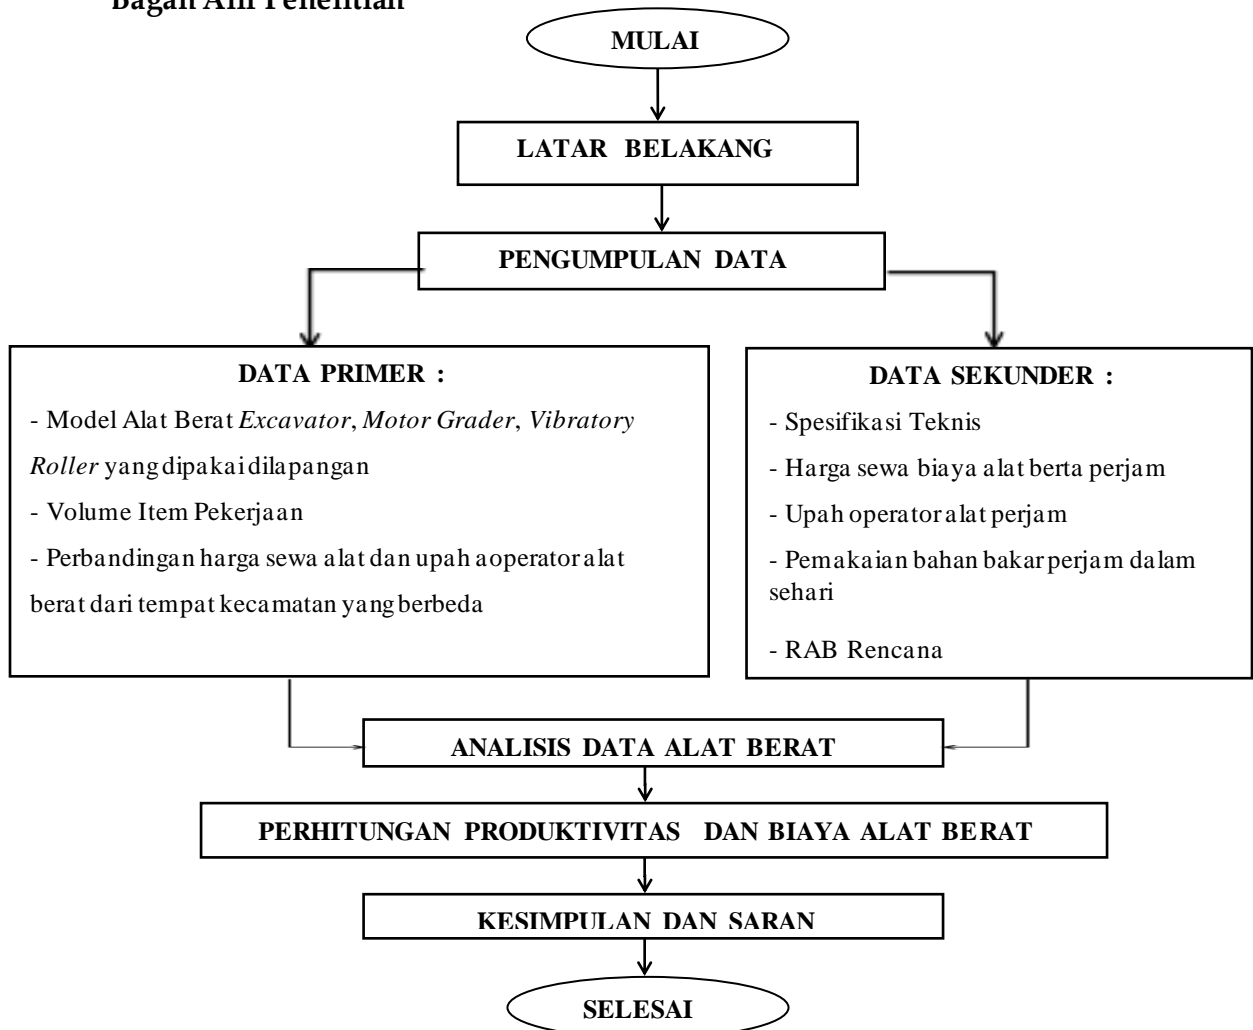 Bagan Alir Penelitian
MULAI
LATAR BELAKANG
PENGUMPULAN DATA
DATA PRIMER :
- Model Alat Berat Excavator, Motor Grader, Vibratory
Roller yang dipakai dilapangan
- Volume Item Pekerjaan
- Perbandingan harga sewa alat dan upah aoperator alat
berat dari tempat kecamatan yang berbeda
DATA SEKUNDER :
- Spesifikasi Teknis
- Harga sewa biaya alat berta perjam
- Upah operator alat perjam
- Pemakaian bahan bakar perjam dalam
sehari
- RAB Rencana
ANALISIS DATA ALAT BERAT
PERHITUNGAN PRODUKTIVITAS DAN BIAYA ALAT BERAT
KESIMPULAN DAN SARAN
SELESAI